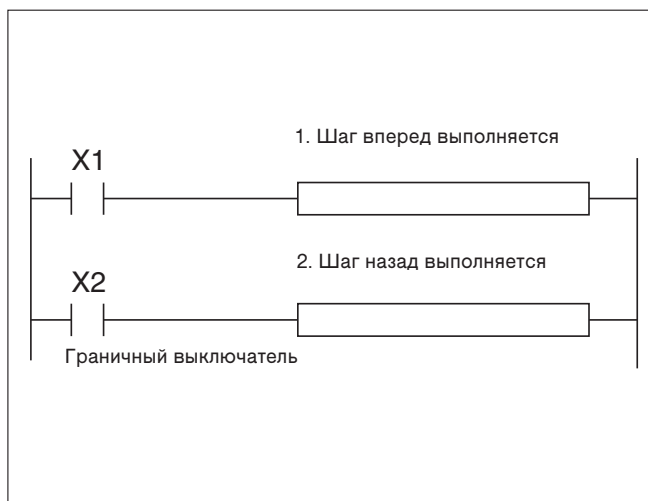 1. Шаг вперед выполняется
X1
2. Шаг назад выполняется
X2
Граничный выключатель